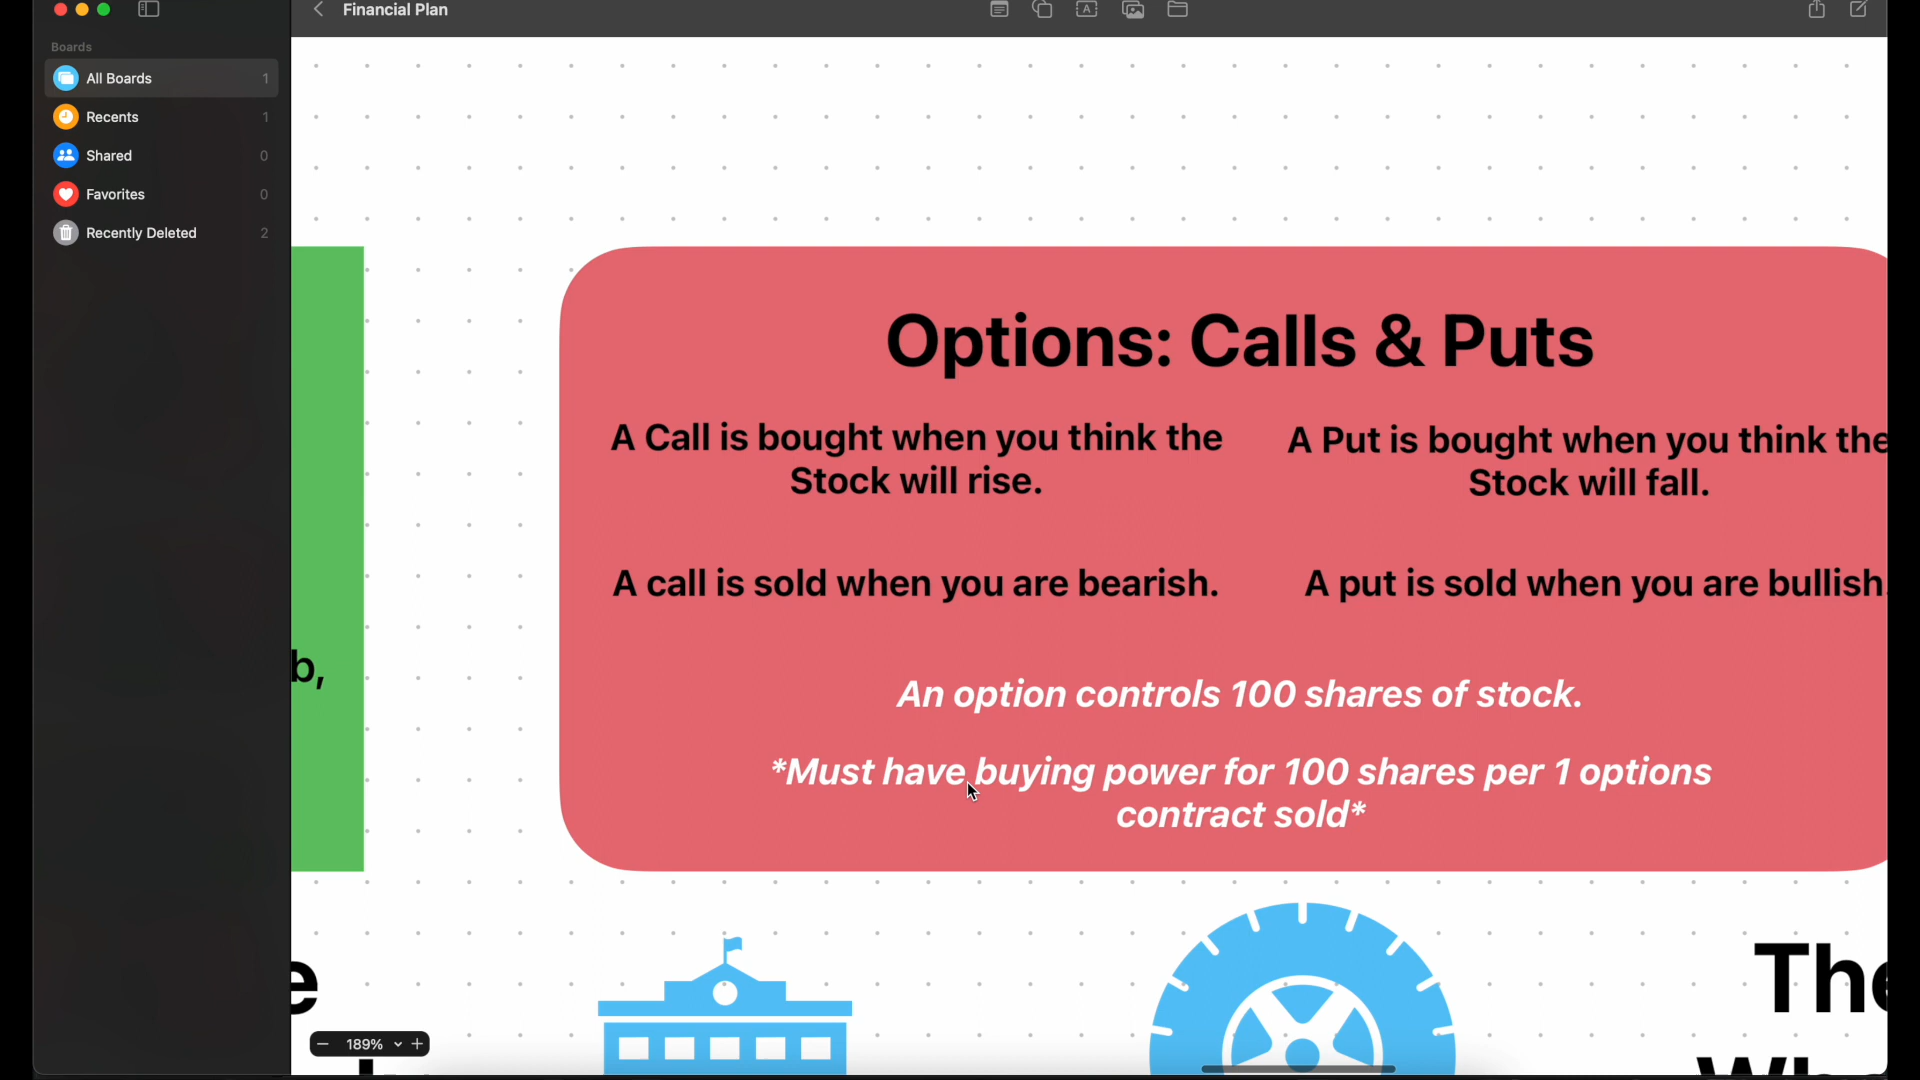 Financial Plan
Boards
All Boards 1
Recents 1
Shared 0
Favorites 0
Recently Deleted 2
Options: Calls & Puts
A Call is bought when you think the
Stock will rise.
A Put is bought when you think the
Stock will fall.
A call is sold when you are bearish.
A put is sold when you are bullish.
b,
An option controls 100 shares of stock.
*Must have buying power for 100 shares per 1 options
contract sold*
e
The
189%